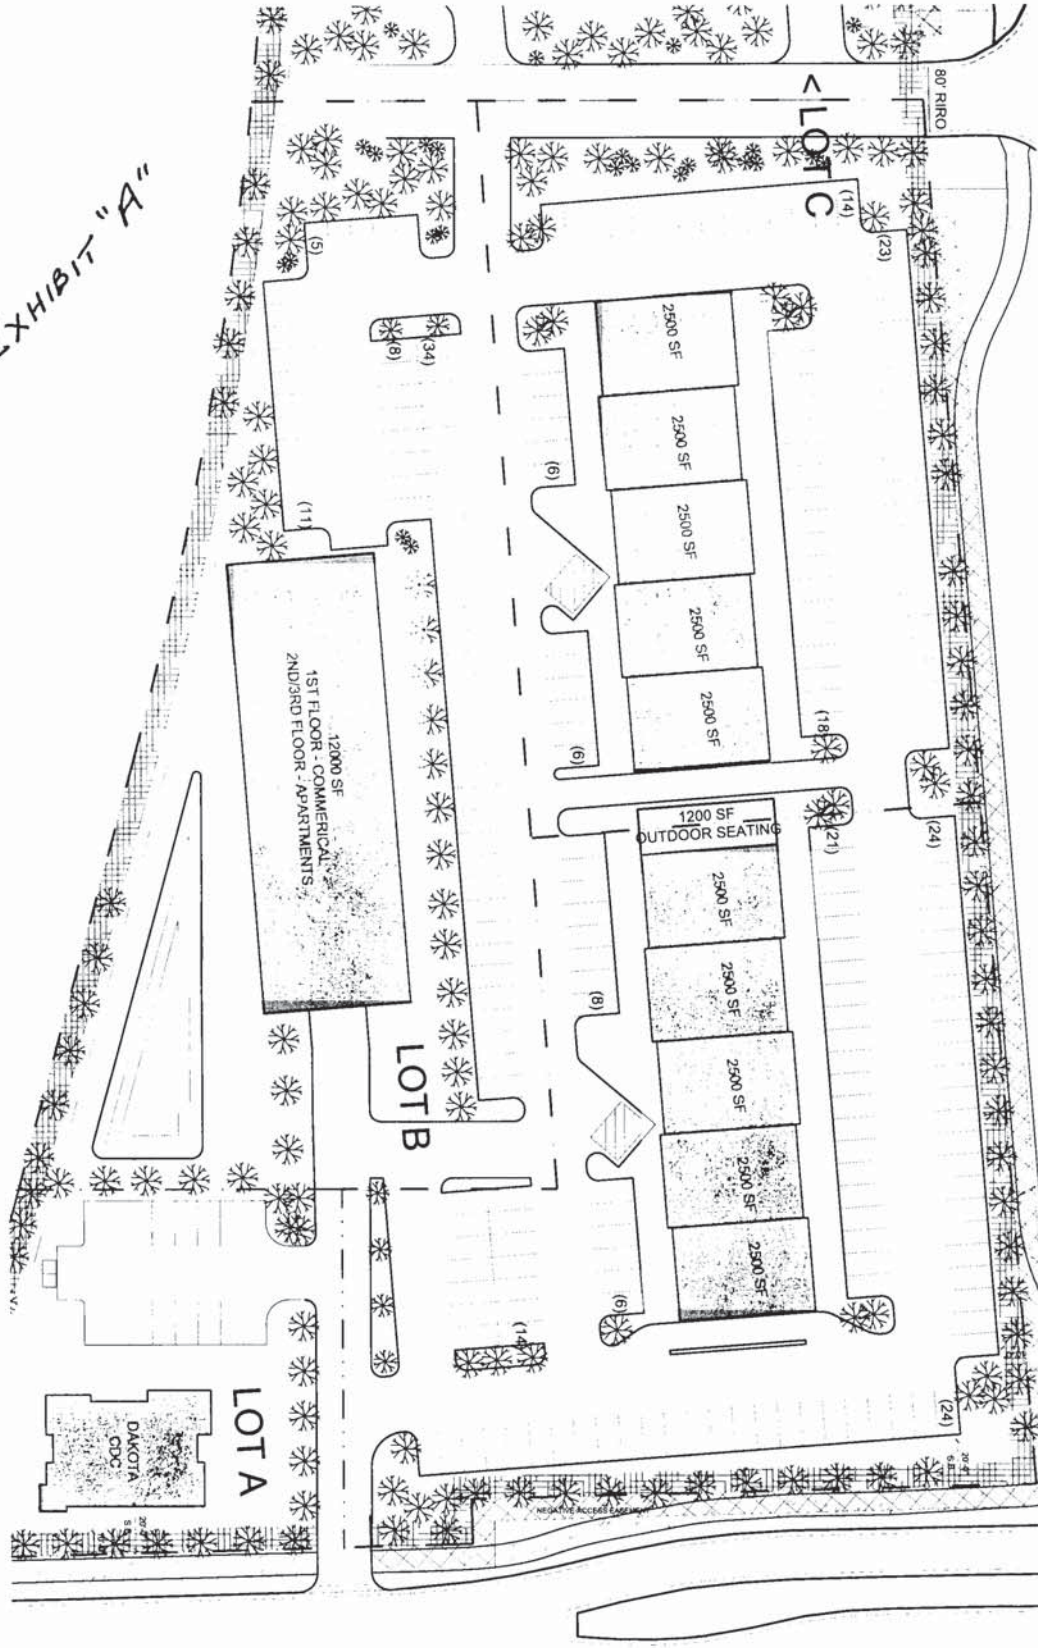 80' RIRO
< LOT C
(14)
(23)
EXHIBIT "A"
(5)
(8)
(34)
2500 SF
2500 SF
(6)
2500 SF
(11)
2500 SF
2500 SF
(18)
(6)
12000 SF
1ST FLOOR - COMMERICAL
2ND/3RD FLOOR - APARTMENTS
1200 SF
OUTDOOR SEATING
(21)
(24)
2500 SF
2500 SF
(8)
2500 SF
LOT B
2500 SF
2500 SF
(6)
(14)
(24)
LOT A
DAKOTA
CDC
NEGATIVE ACCESS EASEMENT